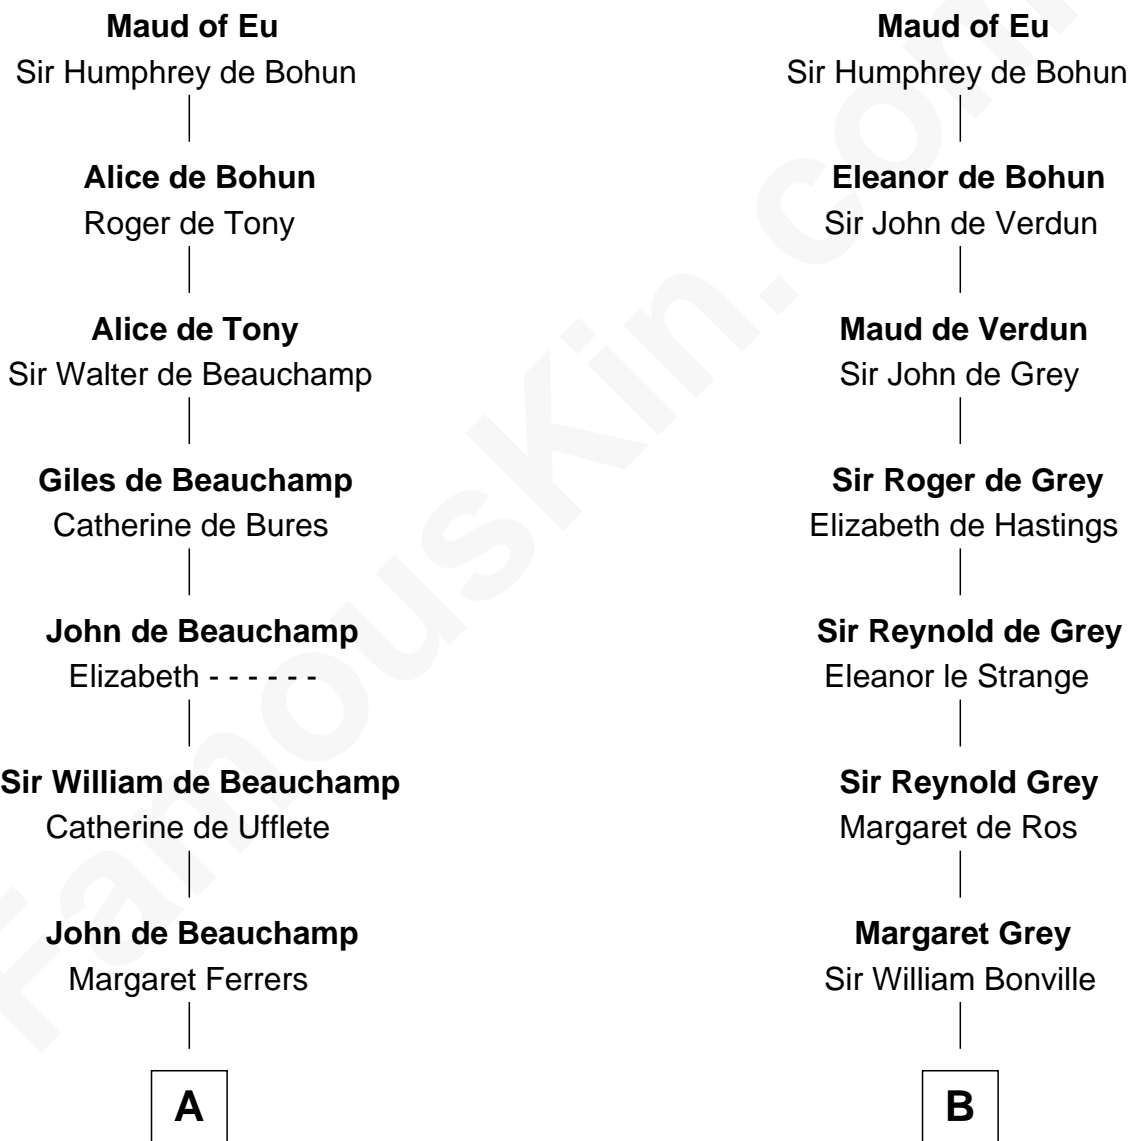 Maud of Eu
Sir Humphrey de Bohun
Alice de Bohun
Roger de Tony
Alice de Tony
Sir Walter de Beauchamp
Giles de Beauchamp
Catherine de Bures
John de Beauchamp
Elizabeth - - - - - -
Sir William de Beauchamp
Catherine de Ufflete
John de Beauchamp
Margaret Ferrers
A
Maud of Eu
Sir Humphrey de Bohun
Eleanor de Bohun
Sir John de Verdun
Maud de Verdun
Sir John de Grey
Sir Roger de Grey
Elizabeth de Hastings
Sir Reynold de Grey
Eleanor le Strange
Sir Reynold Grey
Margaret de Ros
Margaret Grey
Sir William Bonville
B
FamousKin.com